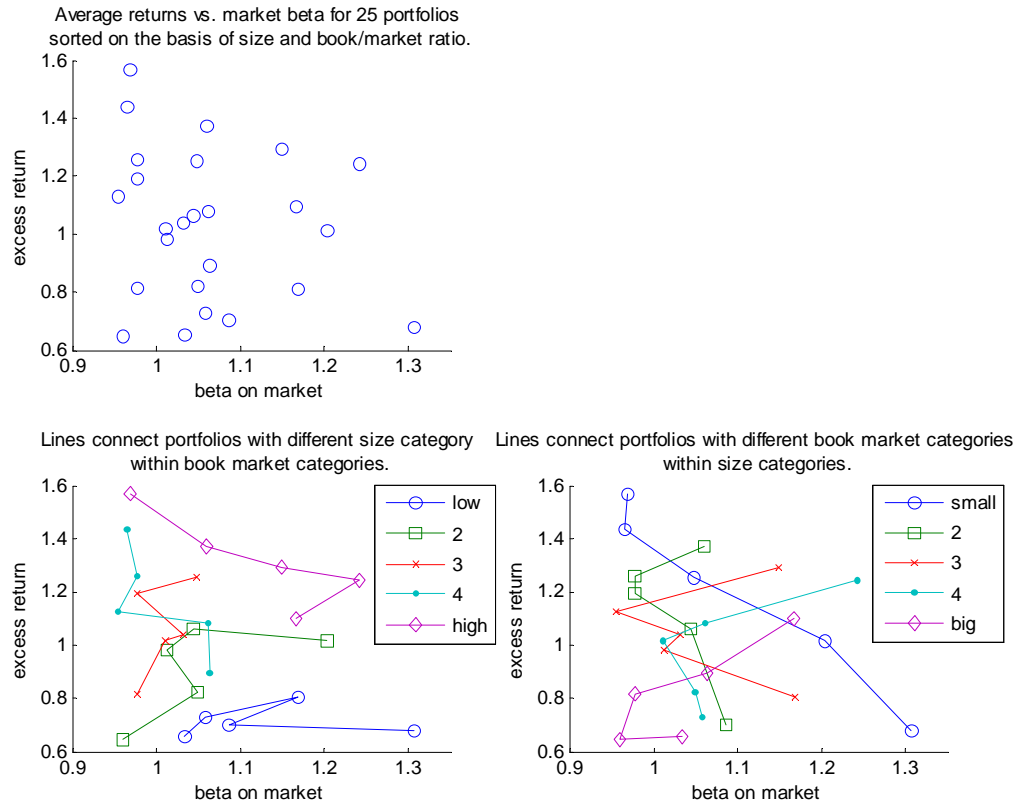 Average returns vs. market beta for 25 portfolios
sorted on the basis of size and book/market ratio.
1.6
1.4
1.2
1
0.8
0.6
excess return
0.9
1
1.1
1.2
1.3
beta on market
Lines connect portfolios with different size category
within book market categories.
1.6
1.4
1.2
1
0.8
0.6
excess return
0.9
1
1.1
1.2
1.3
beta on market
low
2
3
4
high
Lines connect portfolios with different book market categories
within size categories.
1.6
1.4
1.2
1
0.8
0.6
excess return
0.9
1
1.1
1.2
1.3
beta on market
small
2
3
4
big